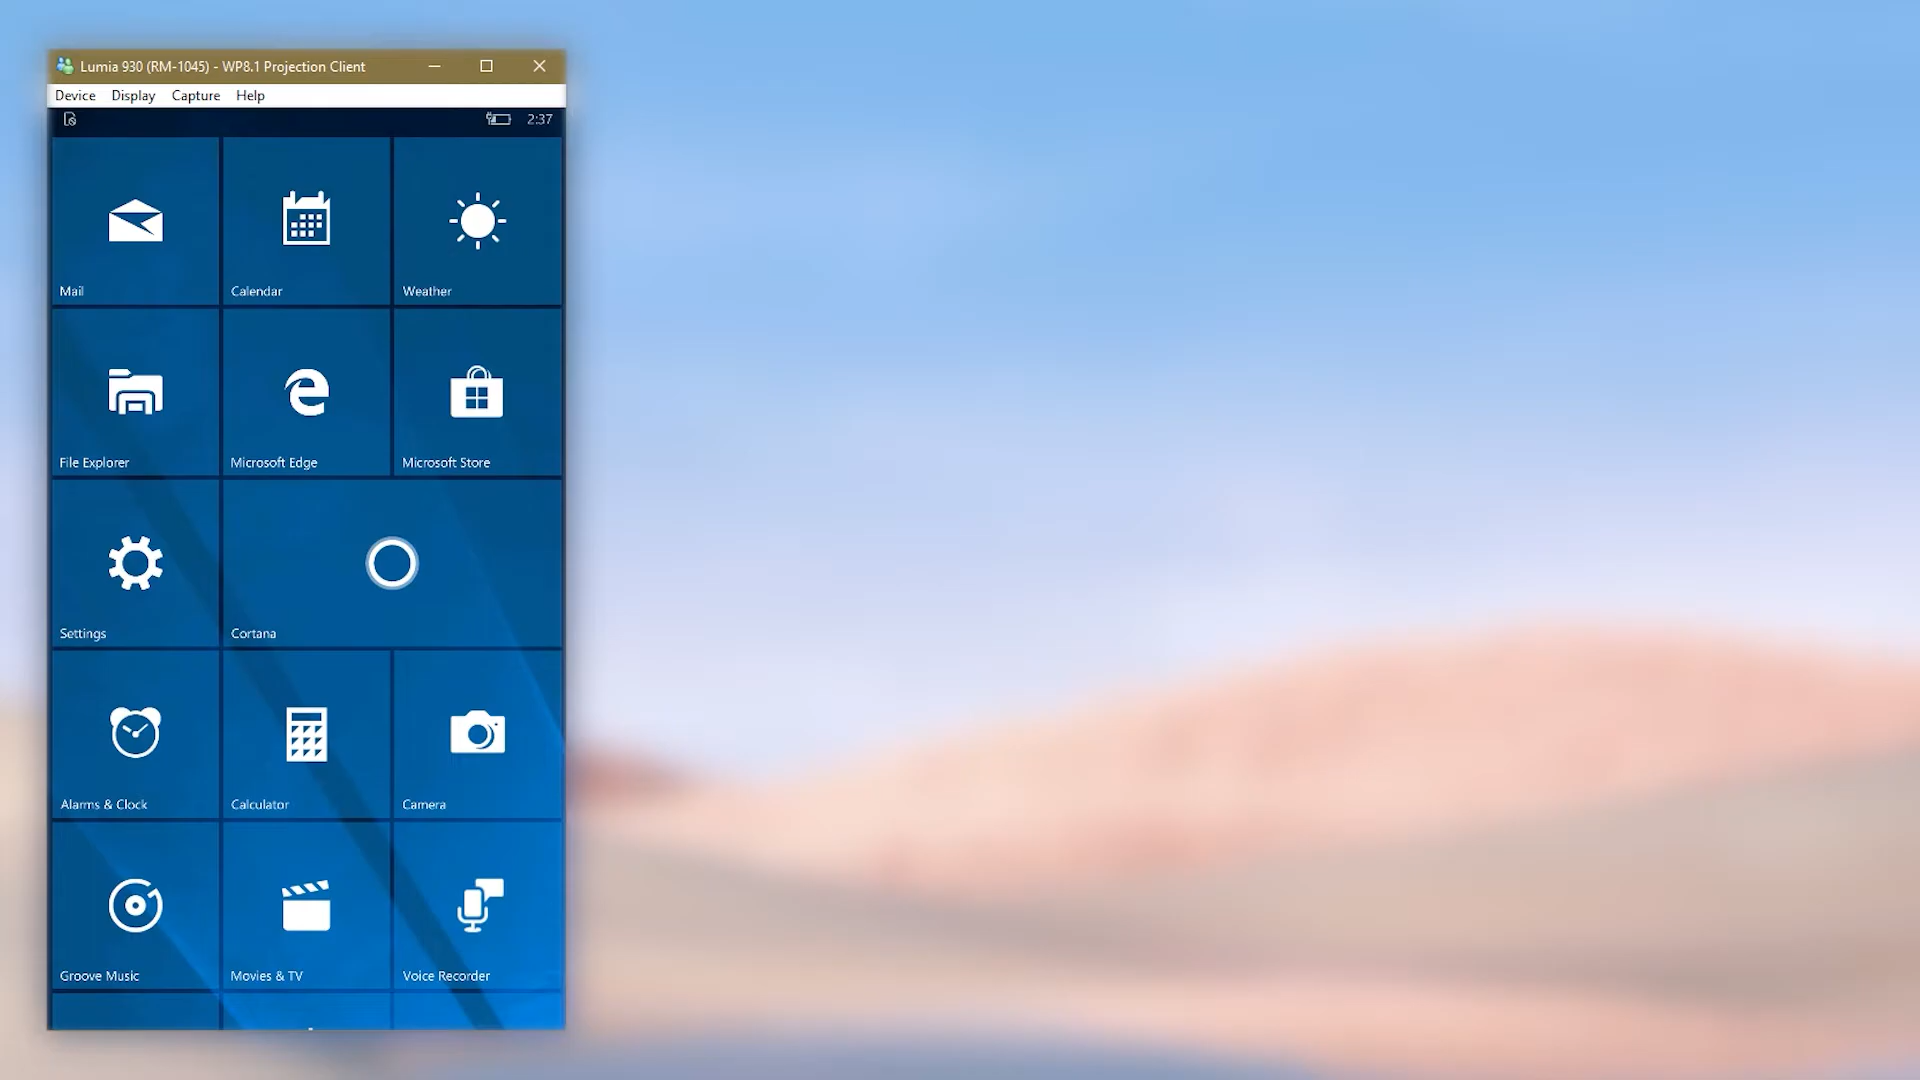 Lumia 930 (RM-1045) - WP8.1 Projection Client
Device Display Capture Help
2:37
Mail Calendar Weather
File Explorer Microsoft Edge Microsoft Store
Settings Cortana
Alarms & Clock Calculator Camera
Groove Music Movies & TV Voice Recorder